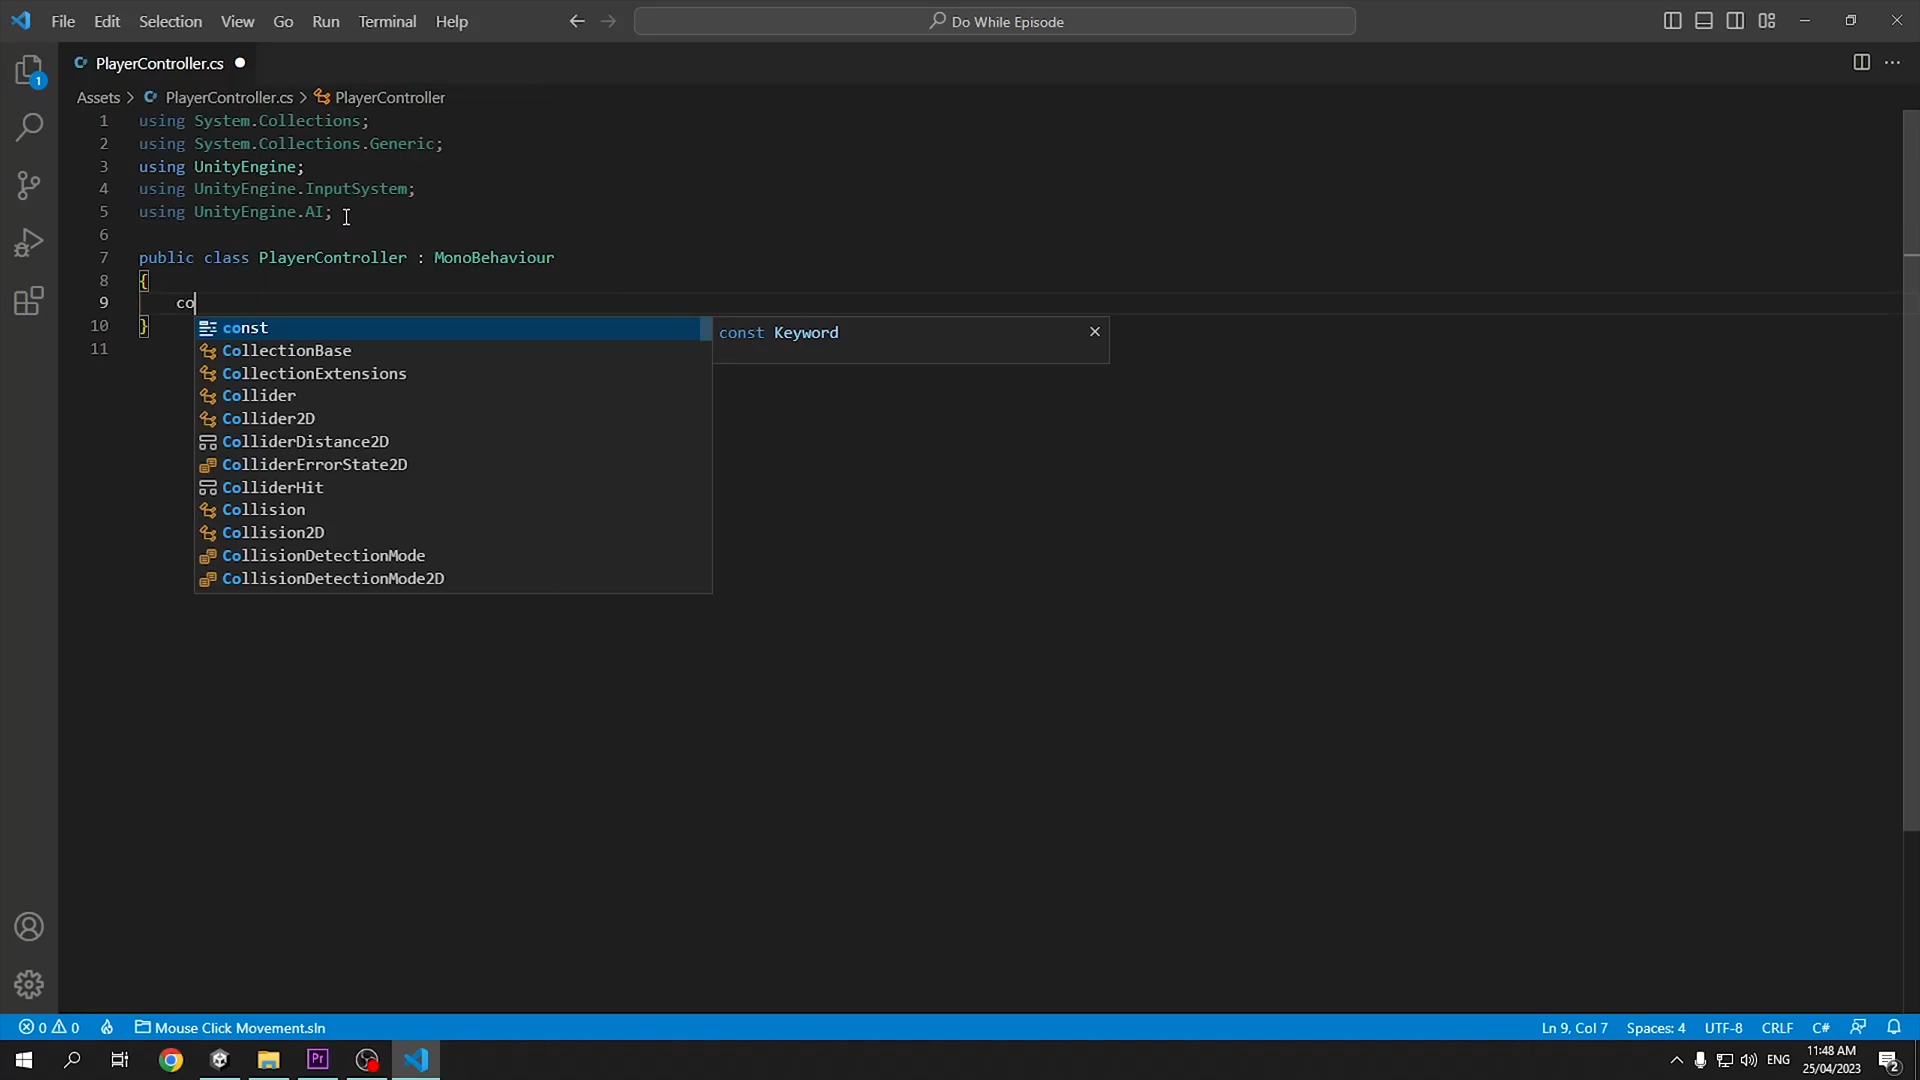 File Edit Selection View Go Run Terminal Help Do While Episode
PlayerController.cs
Assets > PlayerController.cs > PlayerController
1 using System.Collections;
2 using System.Collections.Generic;
3 using UnityEngine;
4 using UnityEngine.InputSystem;
5 using UnityEngine.AI;
6
7 public class PlayerController : MonoBehaviour
8 {
9 co
10 }
11
const
const Keyword
CollectionBase
CollectionExtensions
Collider
Collider2D
ColliderDistance2D
ColliderErrorState2D
ColliderHit
Collision
Collision2D
CollisionDetectionMode
CollisionDetectionMode2D
1
0 0 Mouse Click Movement.sln Ln 9, Col 7 Spaces: 4 UTF-8 CRLF C#
Pr ENG 11:48 AM
25/04/2023 2